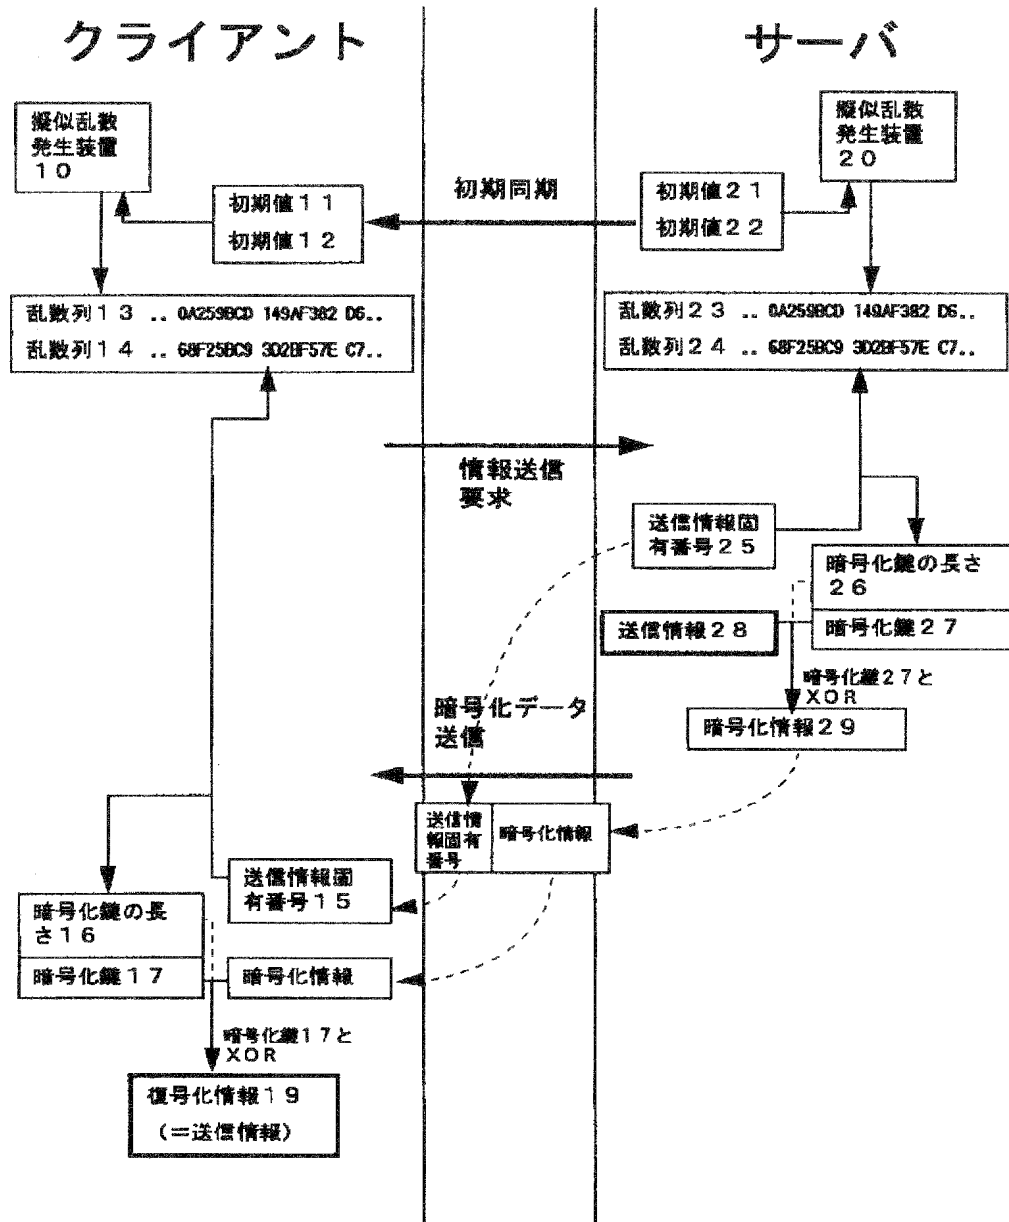 クライアント
サーバ
擬似乱数
発生装置
10
初期値11
初期値12
初期同期
初期値21
初期値22
擬似乱数
発生装置
20
乱数列13 .. 0A259BCD 149AF382 D6..
乱数列14 .. 68F25BC9 3D2BF57E C7..
乱数列23 .. 0A259BCD 149AF382 D6..
乱数列24 .. 68F25BC9 3D2BF57E C7..
情報送信
要求
送信情報固
有番号25
暗号化鍵の長さ
26
暗号化鍵27
送信情報28
暗号化鍵27と
XOR
暗号化情報29
暗号化データ
送信
送信情
報固有
番号
暗号化情報
送信情報固
有番号15
暗号化鍵の長
さ16
暗号化鍵17
暗号化情報
暗号化鍵17と
XOR
復号化情報19
(=送信情報)